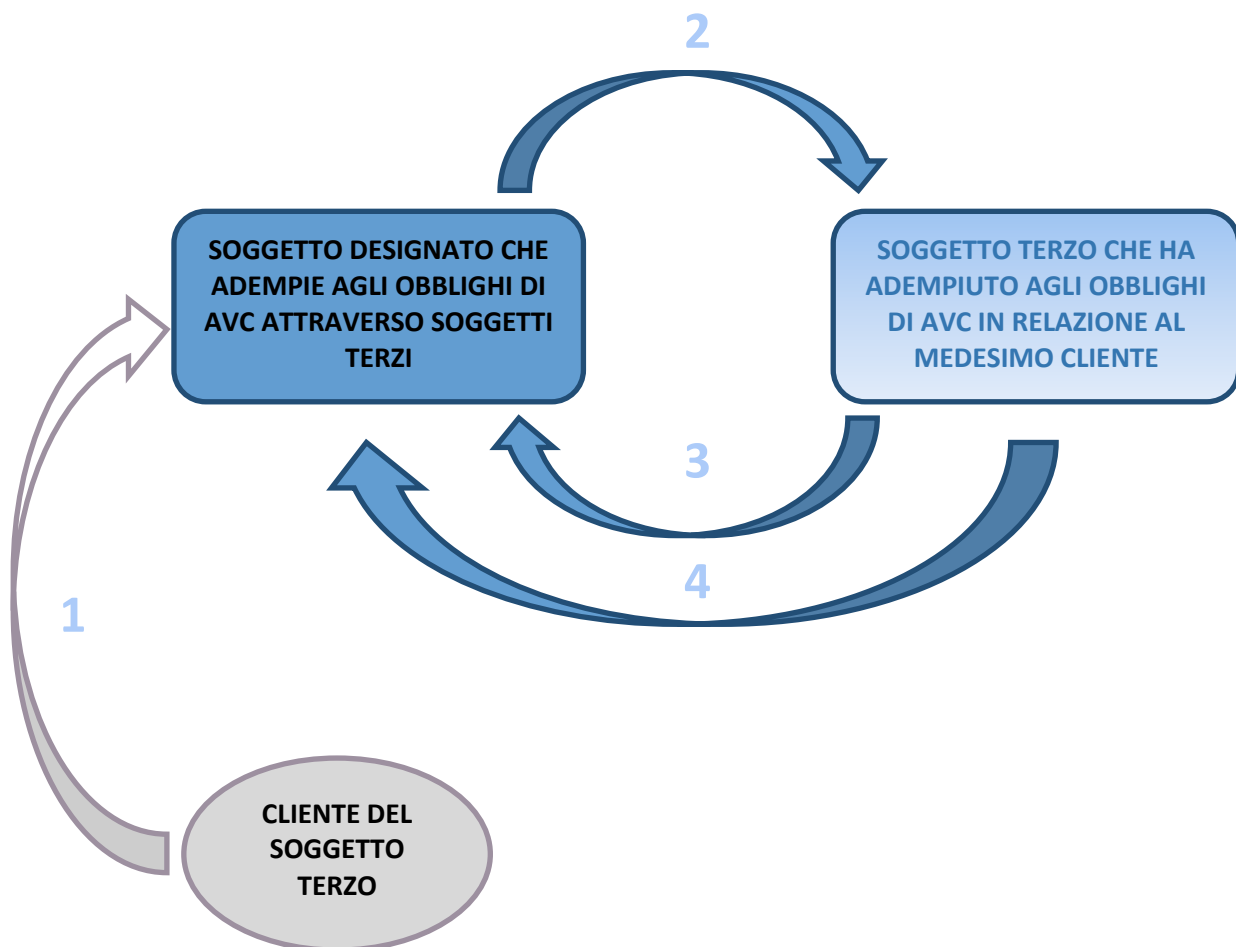 2
SOGGETTO DESIGNATO CHE
ADEMPIE AGLI OBBLIGHI DI
AVC ATTRAVERSO SOGGETTI
TERZI
SOGGETTO TERZO CHE HA
ADEMPIUTO AGLI OBBLIGHI
DI AVC IN RELAZIONE AL
MEDESIMO CLIENTE
3
4
1
CLIENTE DEL
SOGGETTO
TERZO